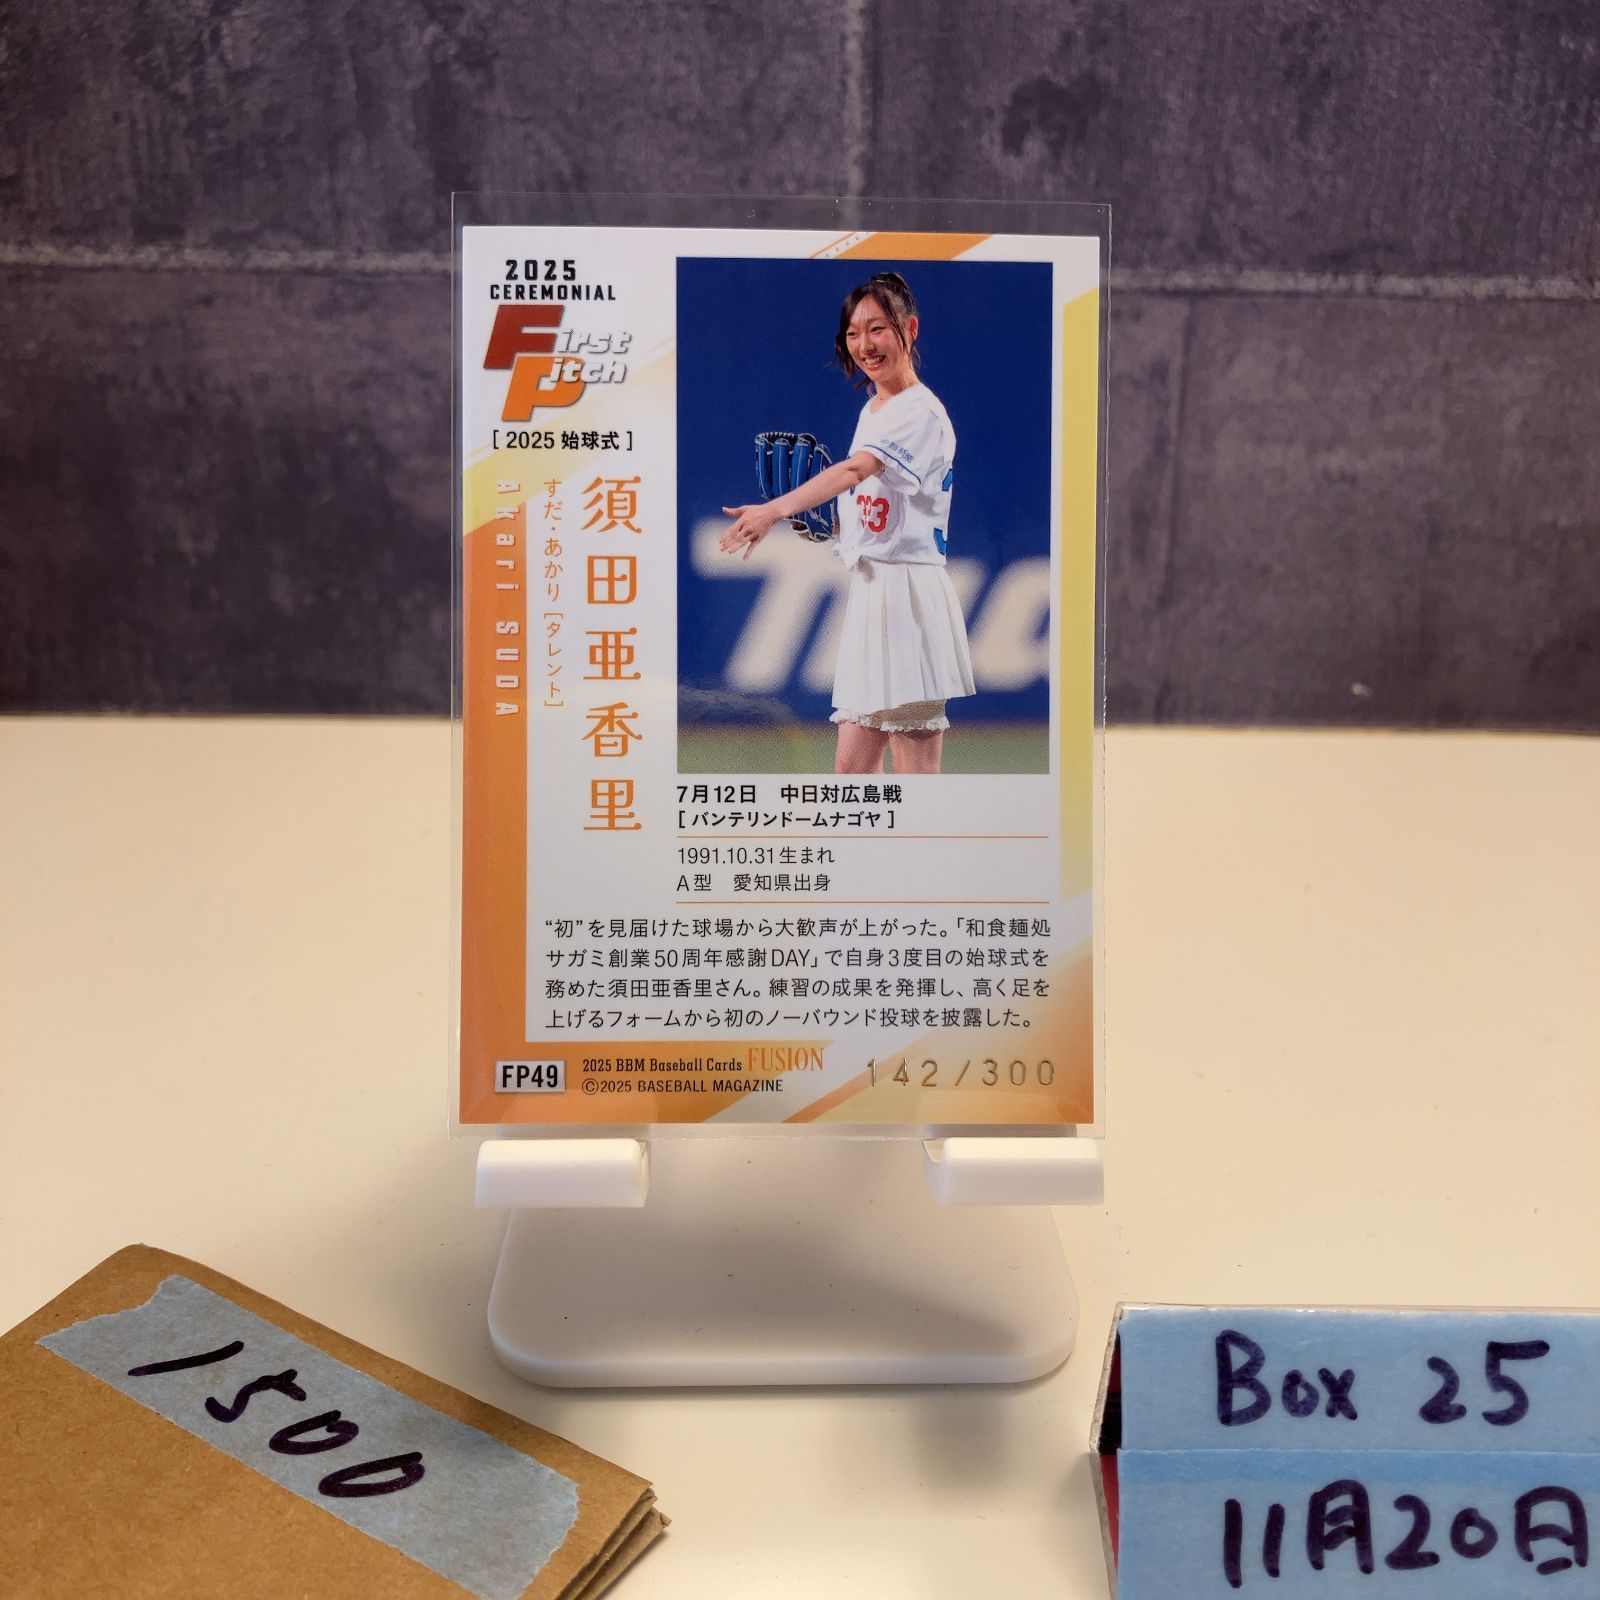 2025
CEREMONIAL
First
Pitch
[ 2025 始球式 ]
須田亜香里
すだ・あかり [タレント]
Akari SUDA
33
7月12日 中日対広島戦
[ バンテリンドームナゴヤ ]
1991.10.31生まれ
A型 愛知県出身
“初”を見届けた球場から大歓声が上がった。「和食麺処
サガミ創業50周年感謝DAY」で自身3度目の始球式を
務めた須田亜香里さん。練習の成果を発揮し、高く足を
上げるフォームから初のノーバウンド投球を披露した。
FP49
2025 BBM Baseball Cards FUSION
©2025 BASEBALL MAGAZINE
142/300
1500
Box 25
11月20日